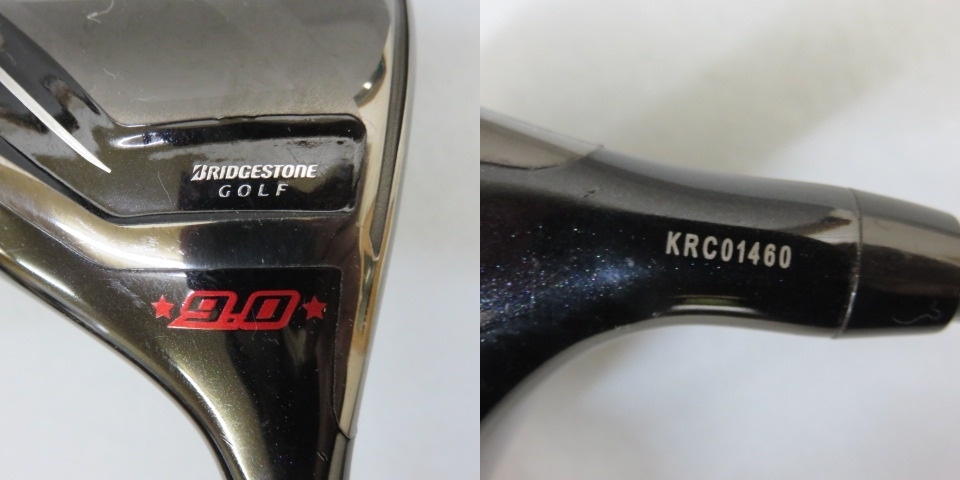 BRIDGESTONE
GOLF
★9.0★
KRC01460